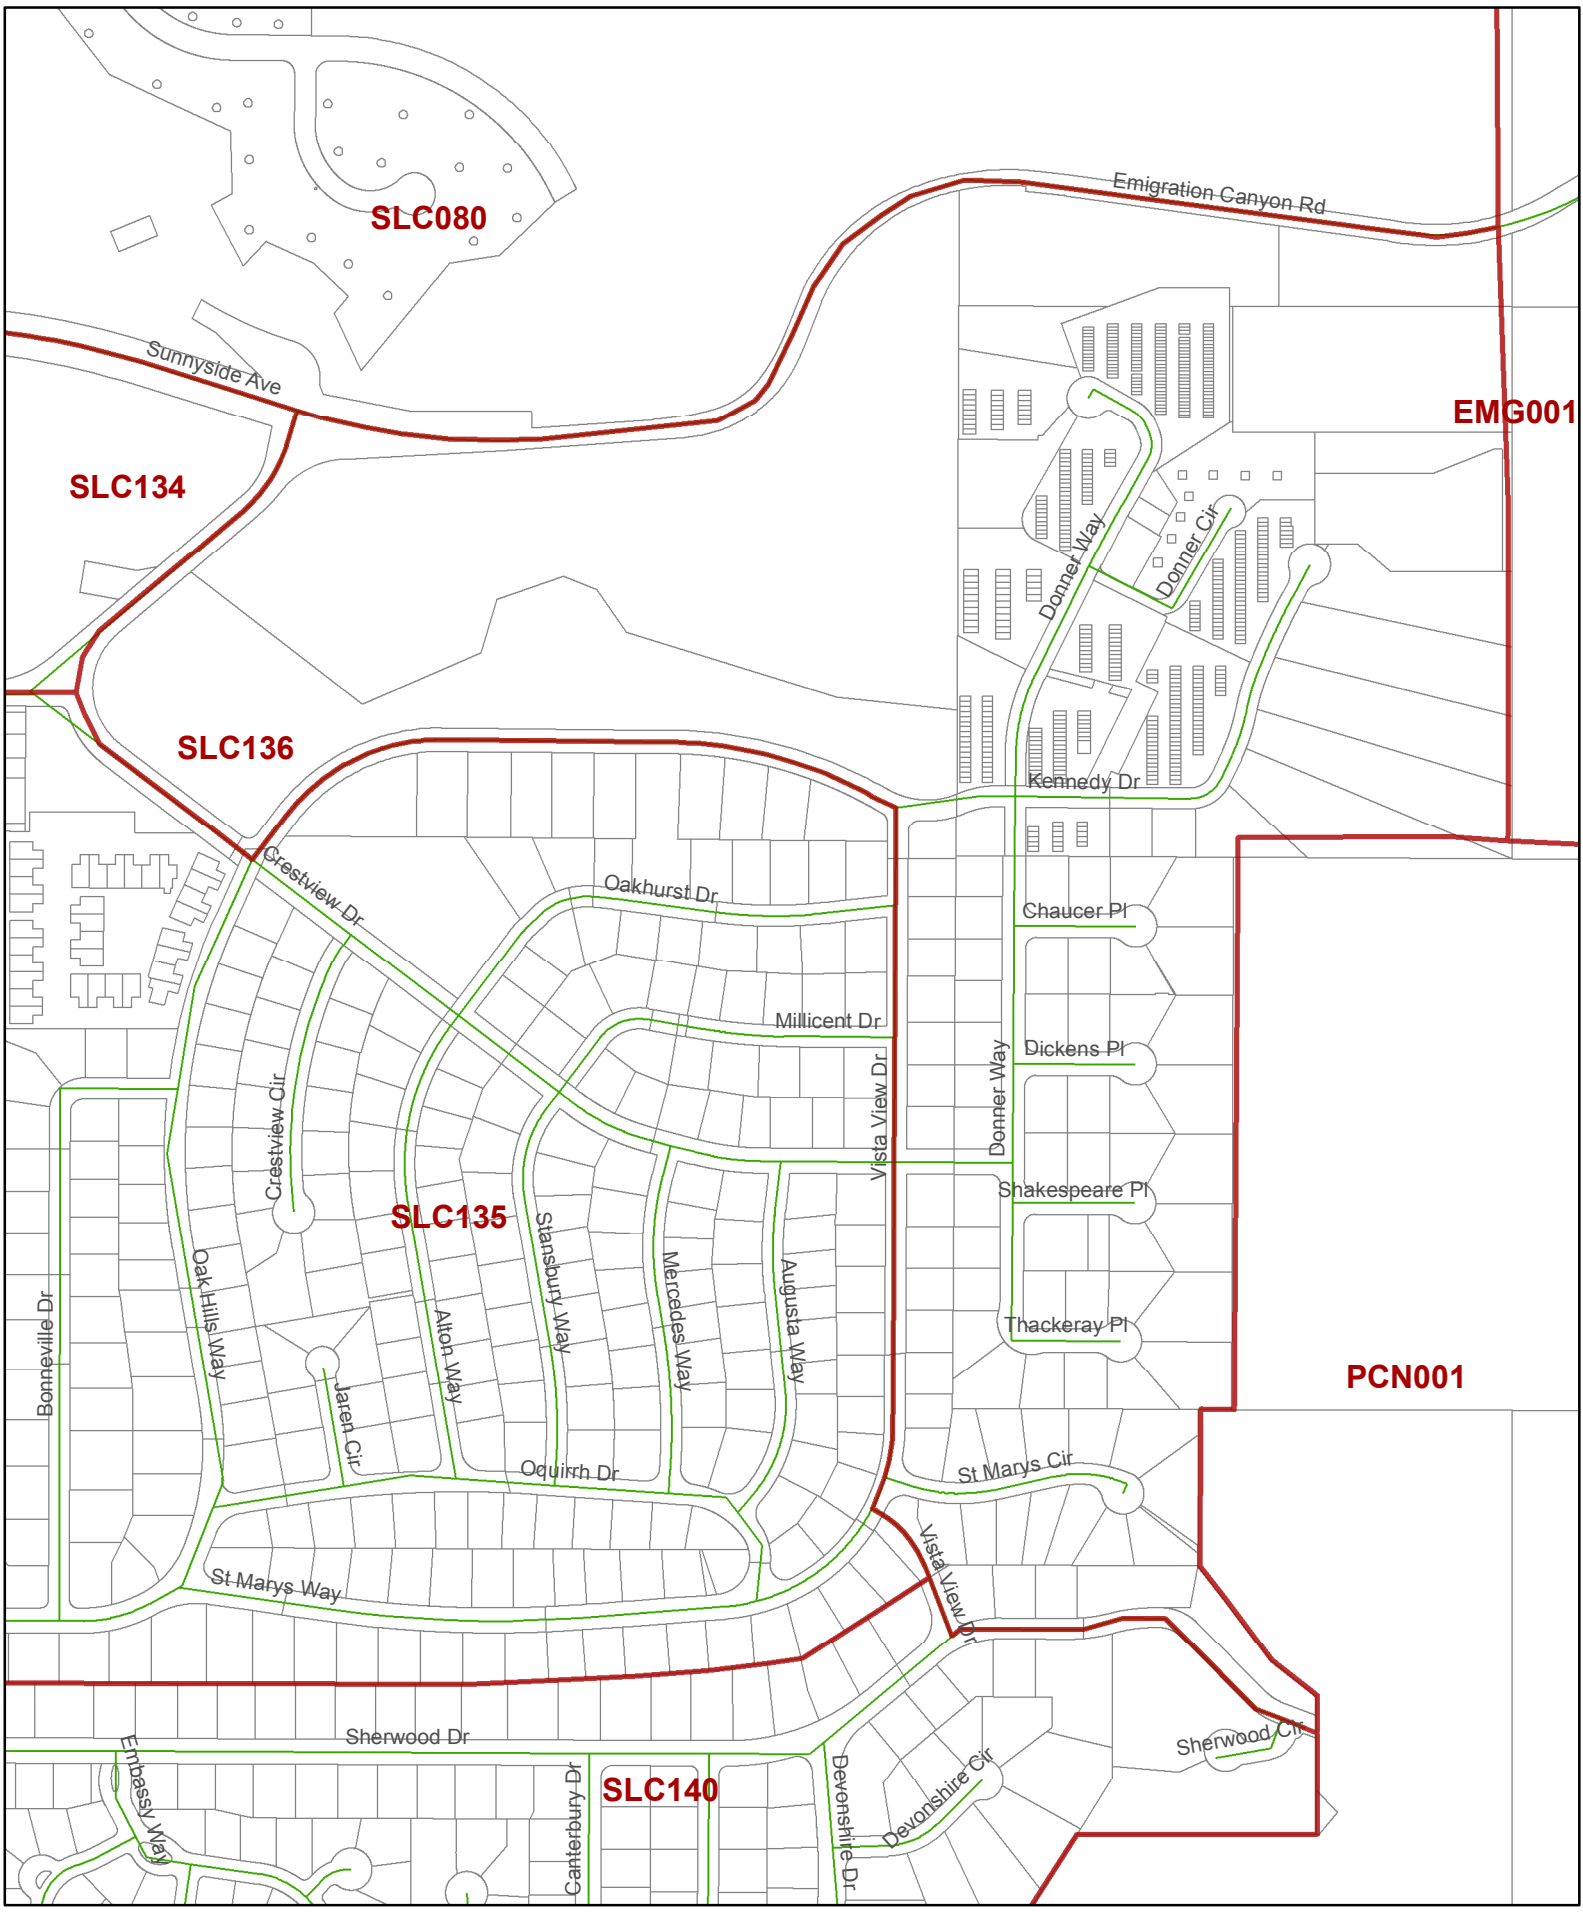 Emigration Canyon Rd
SLC080
Sunnyside Ave
EMG001
SLC134
Donner Way
Donner Cir
SLC136
Kennedy Dr
Crestview Dr
Oakhurst Dr
Chaucer Pl
Millicent Dr
Dickens Pl
Vista View Dr
Donner Way
Crestview Cir
Shakespeare Pl
SLC135
Stansbury Way
Mercedes Way
Augusta Way
Oak Hills Way
Bonneville Dr
Alton Way
Thackeray Pl
PCN001
Jaren Cir
Oquirrh Dr
St Marys Cir
Vista View Dr
St Marys Way
Sherwood Dr
Sherwood Cir
Embassy Way
Canterbury Dr
SLC140
Devonshire Dr
Devonshire Cir